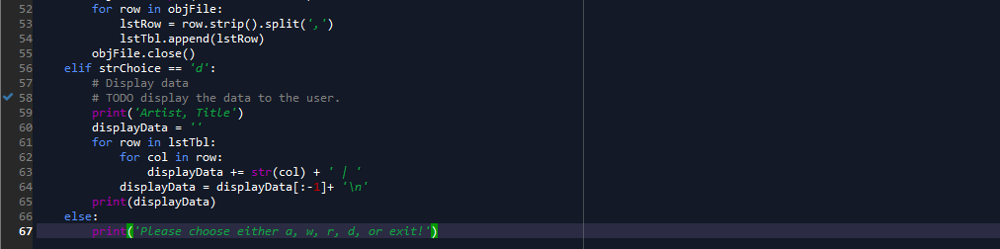 52 for row in objFile:
53 lstRow = row.strip().split(',')
54 lstTbl.append(lstRow)
55 objFile.close()
56 elif strChoice == 'd':
57 # Display data
58 # TODO display the data to the user.
59 print('Artist, Title')
60 displayData = ''
61 for row in lstTbl:
62 for col in row:
63 displayData += str(col) + ' | '
64 displayData = displayData[:-1]+ '\n'
65 print(displayData)
66 else:
67 print('Please choose either a, w, r, d, or exit!')